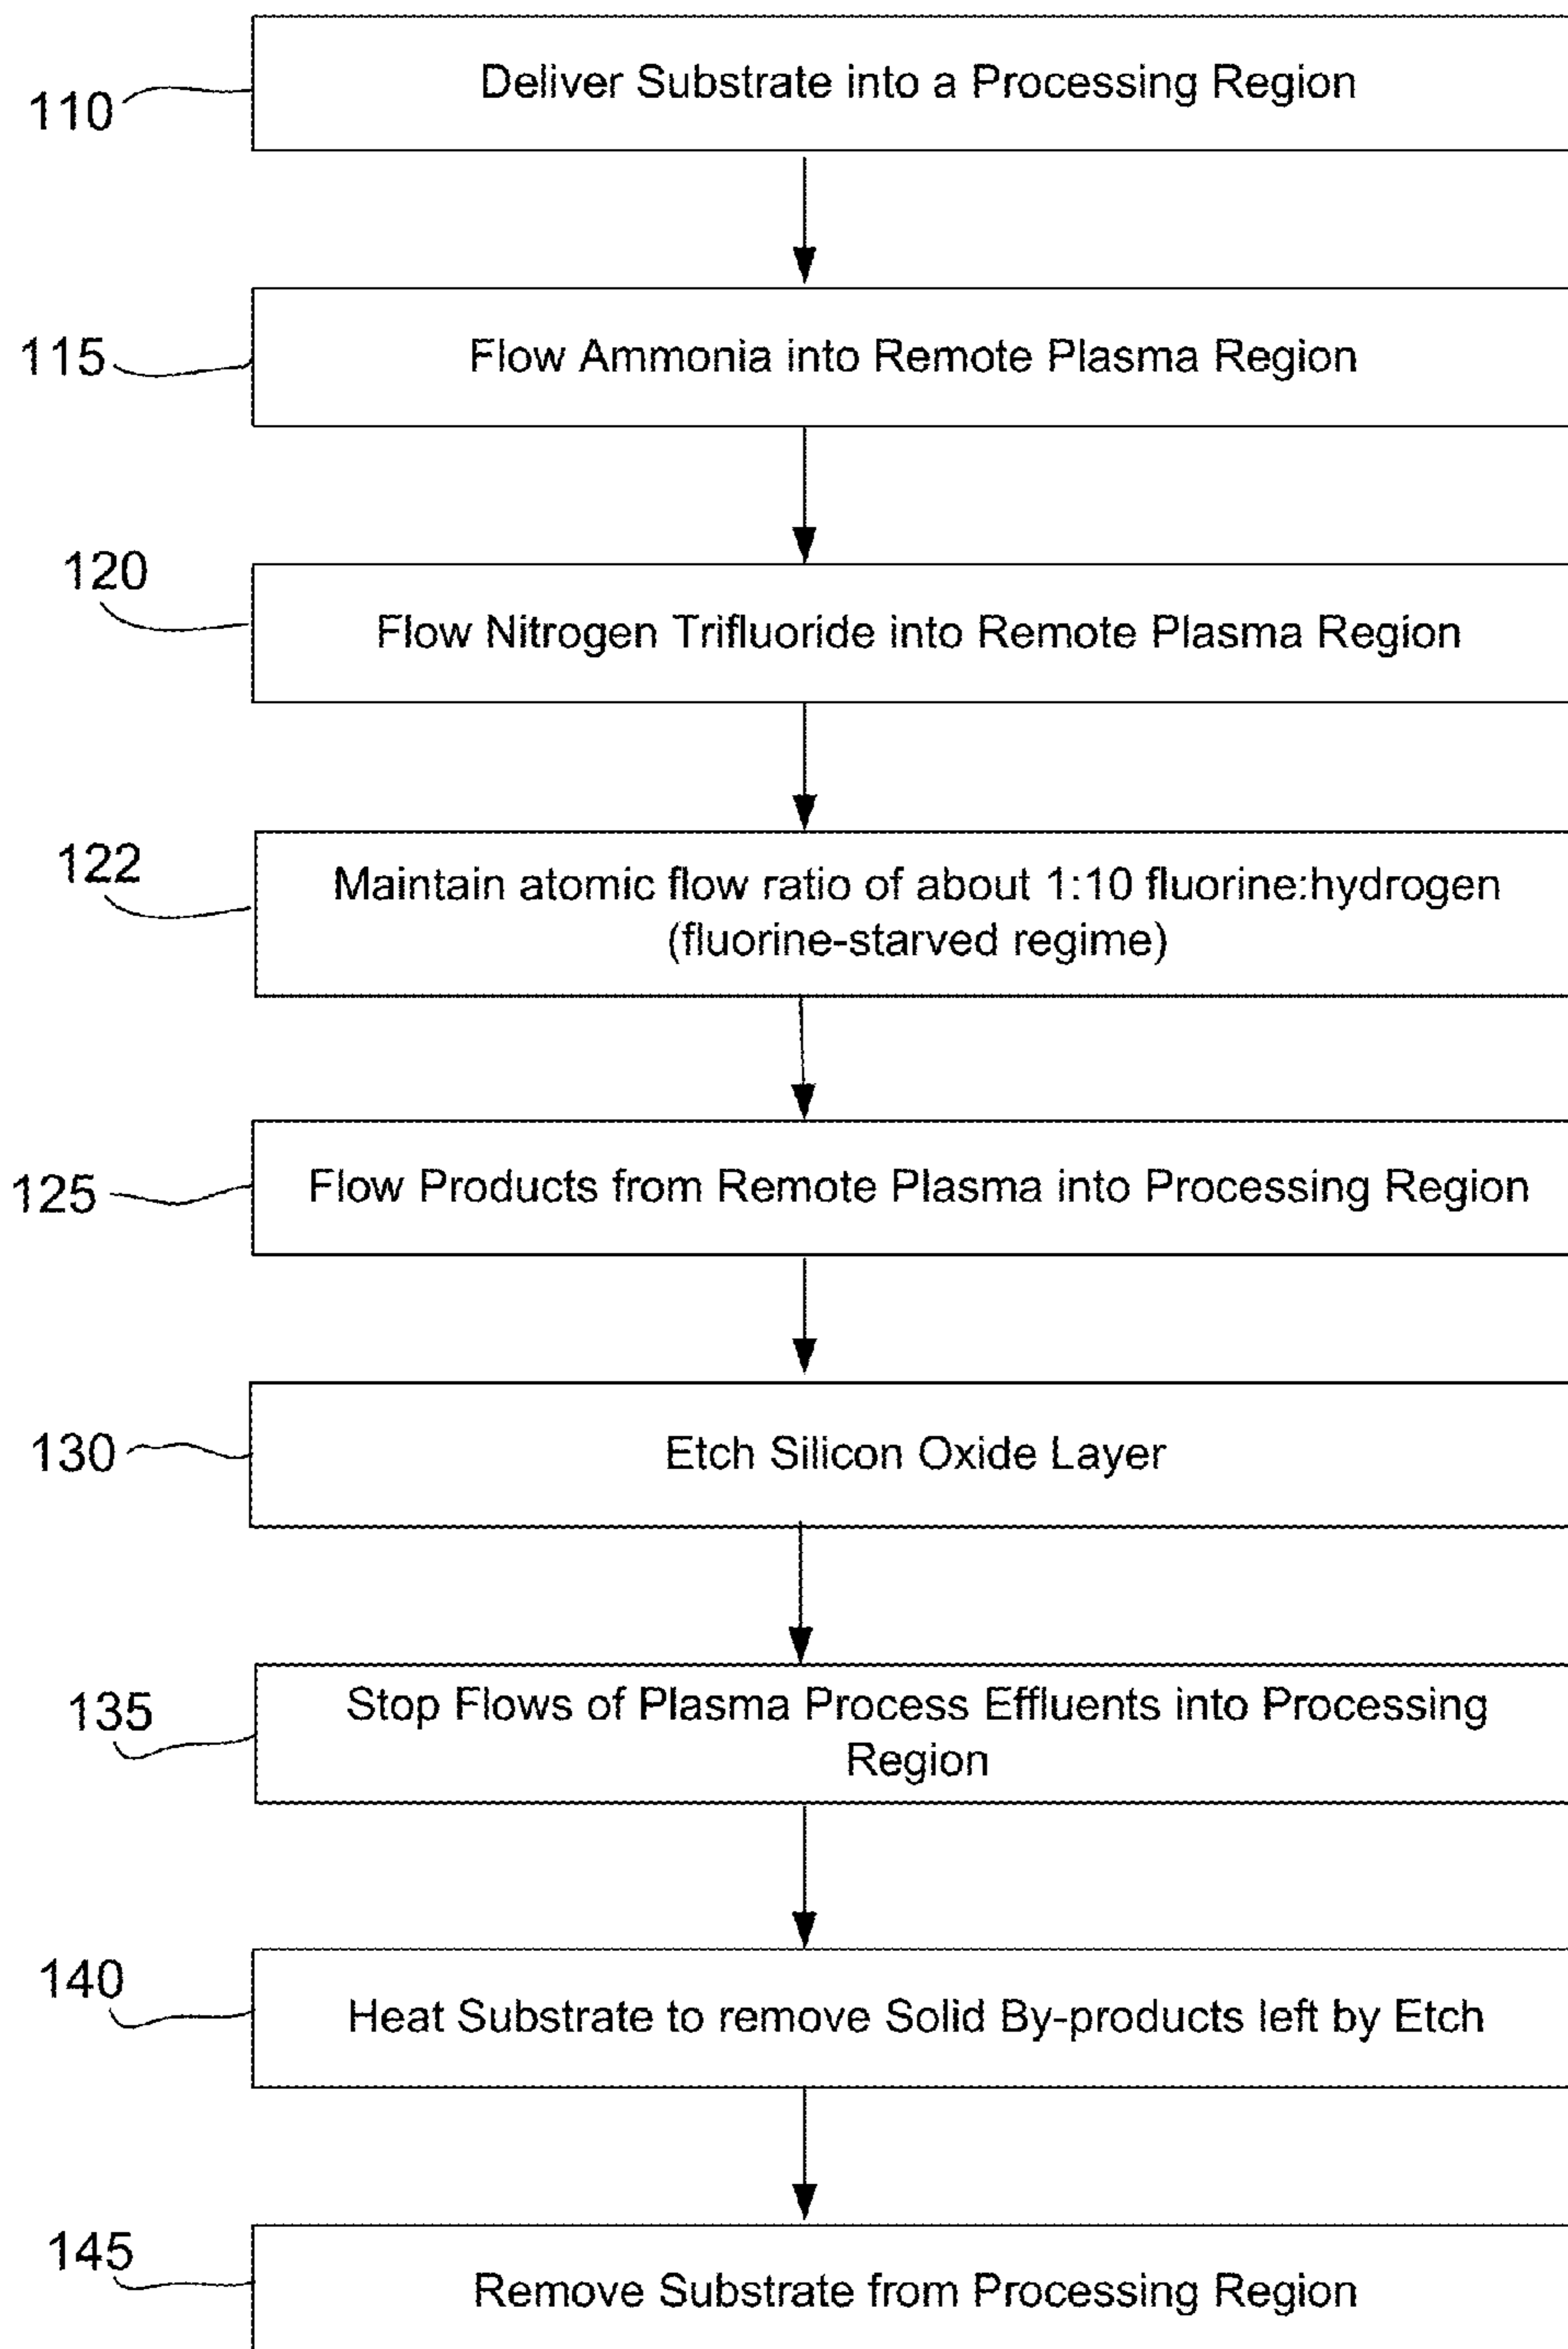 110
Deliver Substrate into a Processing Region
115
Flow Ammonia into Remote Plasma Region
120
Flow Nitrogen Trifluoride into Remote Plasma Region
122
Maintain atomic flow ratio of about 1:10 fluorine:hydrogen
(fluorine-starved regime)
125
Flow Products from Remote Plasma into Processing Region
130
Etch Silicon Oxide Layer
135
Stop Flows of Plasma Process Effluents into Processing
Region
140
Heat Substrate to remove Solid By-products left by Etch
145
Remove Substrate from Processing Region